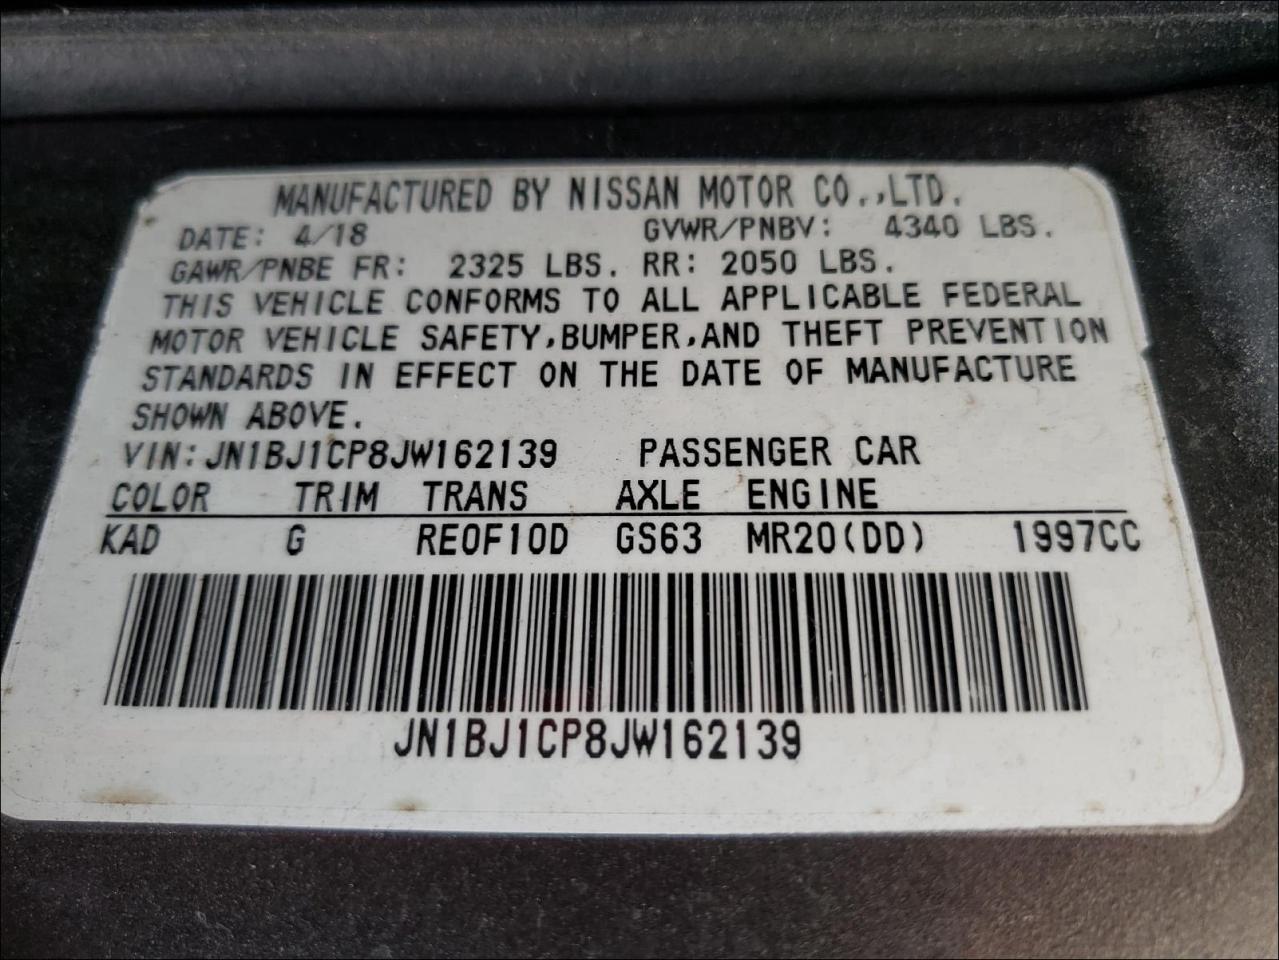 MANUFACTURED BY NISSAN MOTOR CO.,LTD.
DATE: 4/18 GVWR/PNBV: 4340 LBS.
GAWR/PNBE FR: 2325 LBS. RR: 2050 LBS.
THIS VEHICLE CONFORMS TO ALL APPLICABLE FEDERAL
MOTOR VEHICLE SAFETY,BUMPER,AND THEFT PREVENTION
STANDARDS IN EFFECT ON THE DATE OF MANUFACTURE
SHOWN ABOVE.
VIN:JN1BJ1CP8JW162139 PASSENGER CAR
COLOR TRIM TRANS AXLE ENGINE
KAD G RE0F10D GS63 MR20(DD) 1997CC
JN1BJ1CP8JW162139